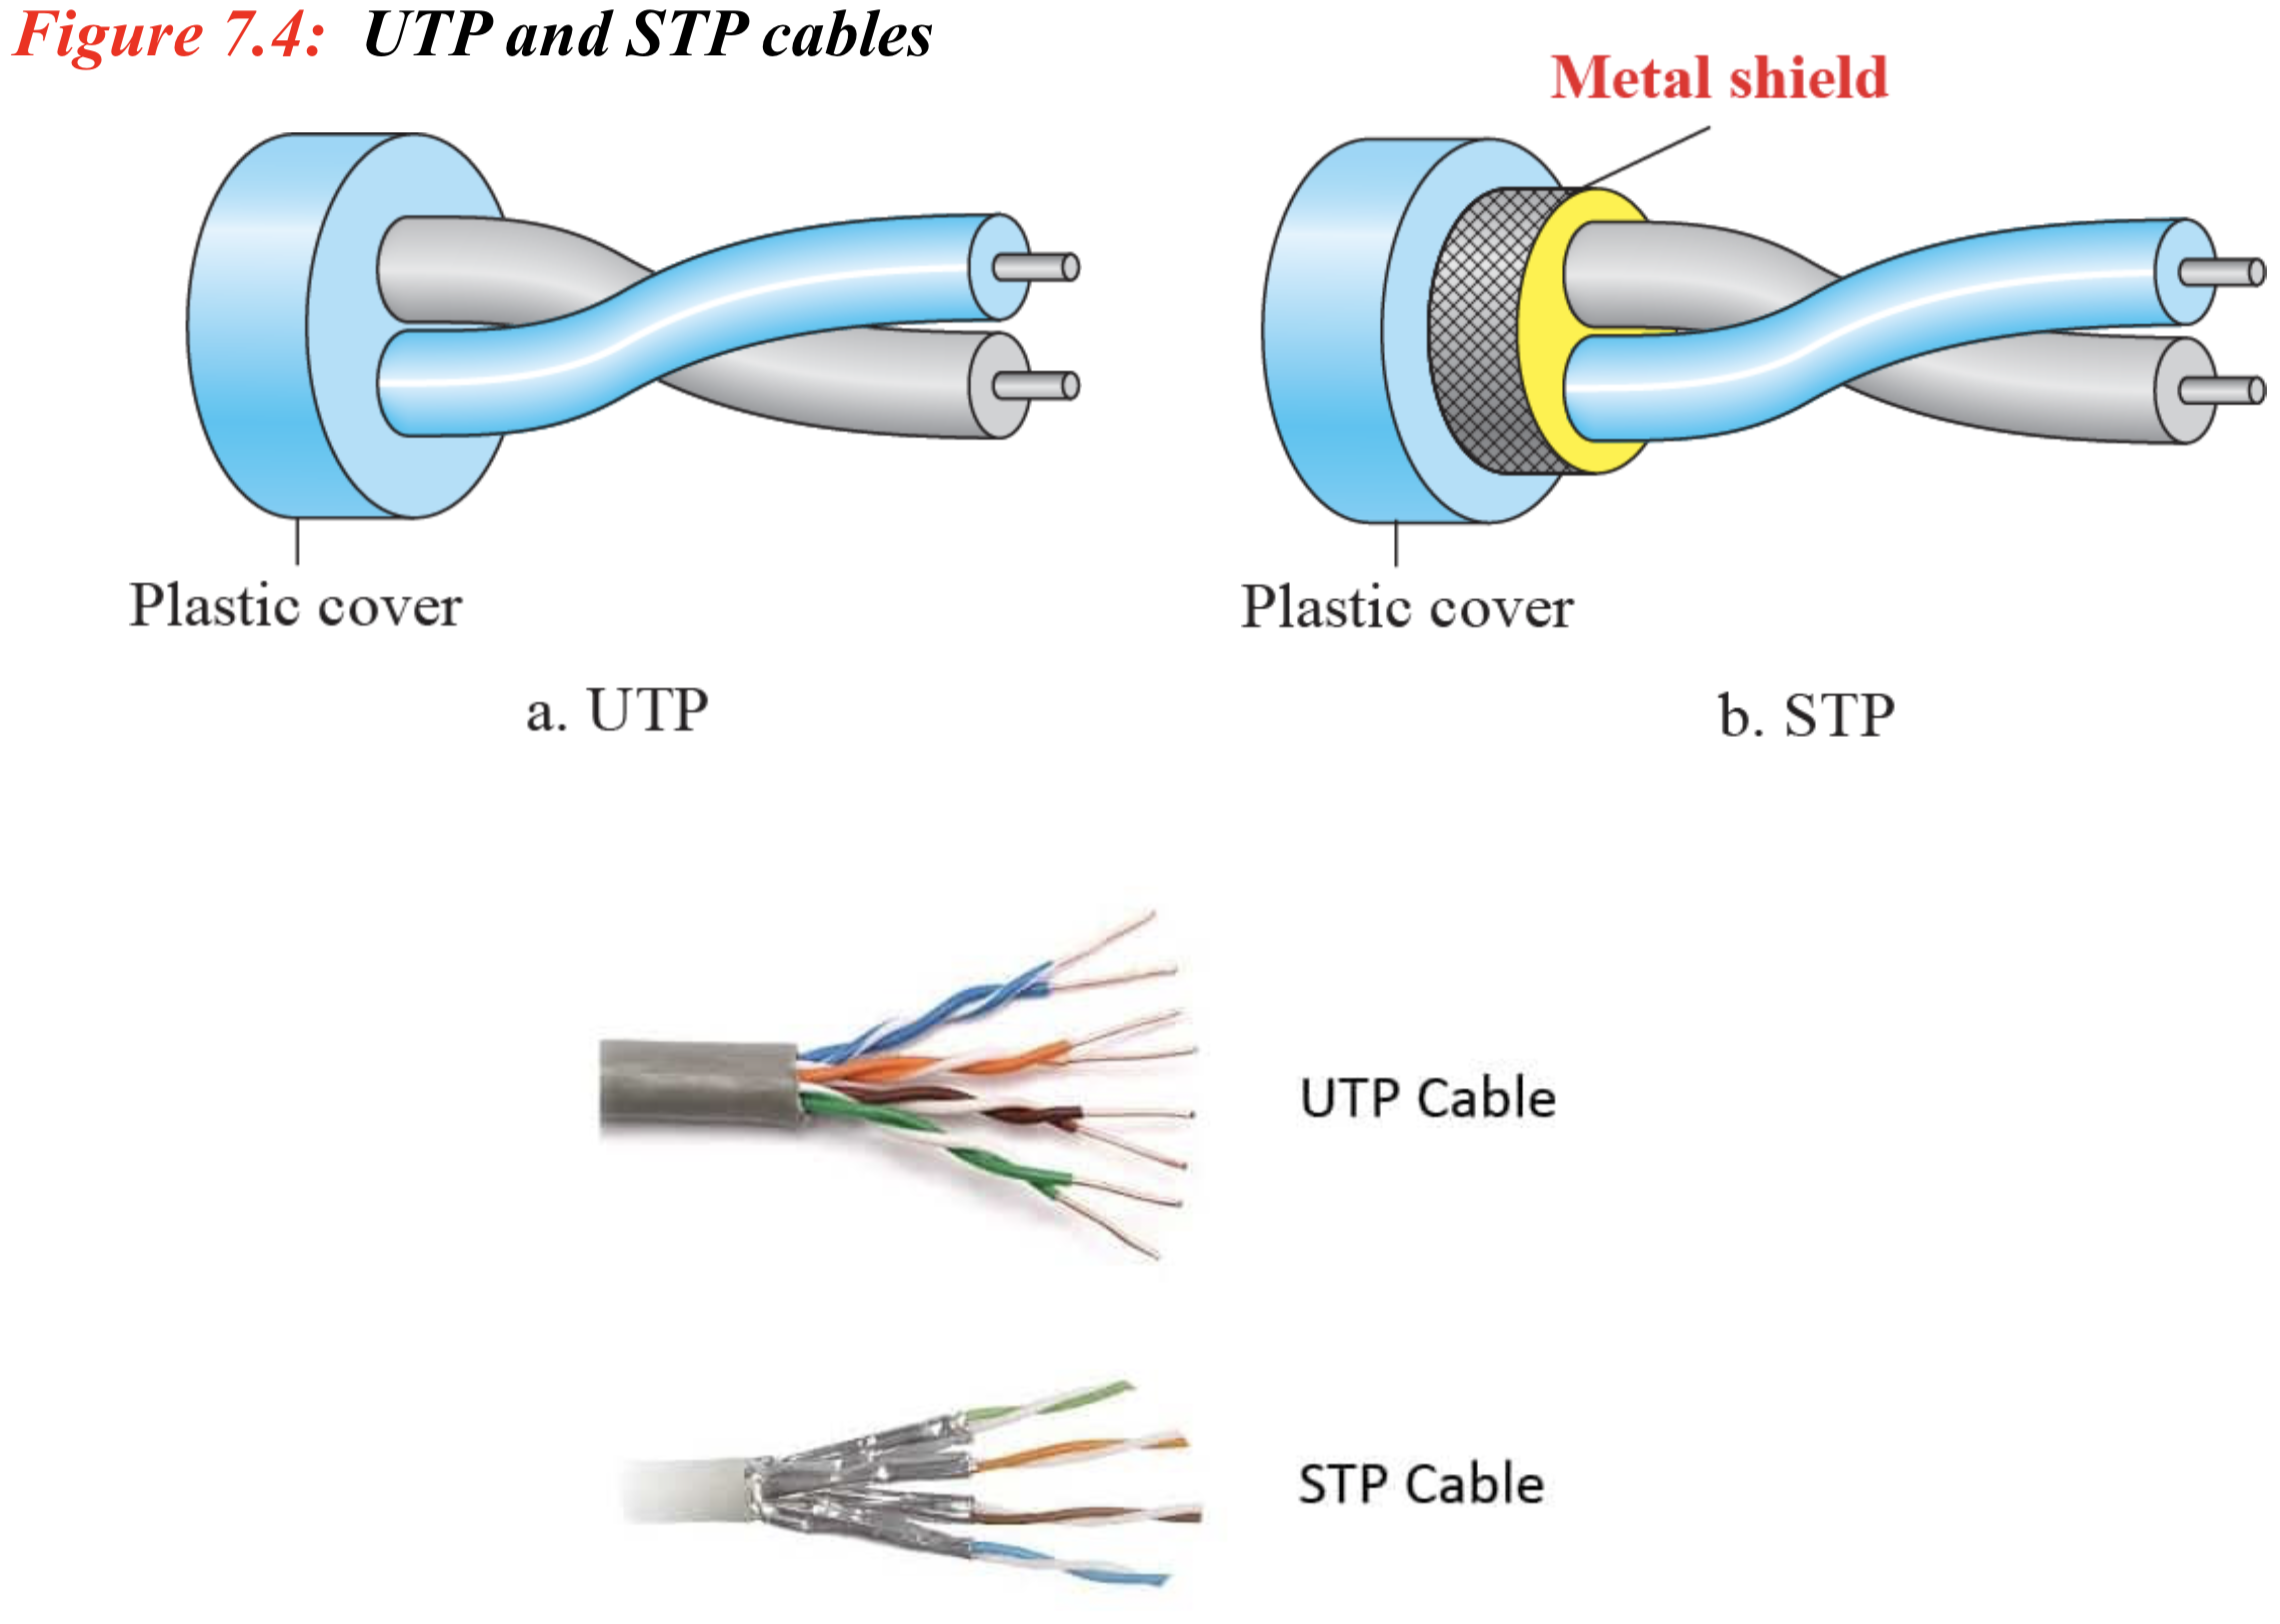 Figure 7.4: UTP and STP cables
Metal shield
Plastic cover
Plastic cover
a. UTP
b. STP
UTP Cable
STP Cable